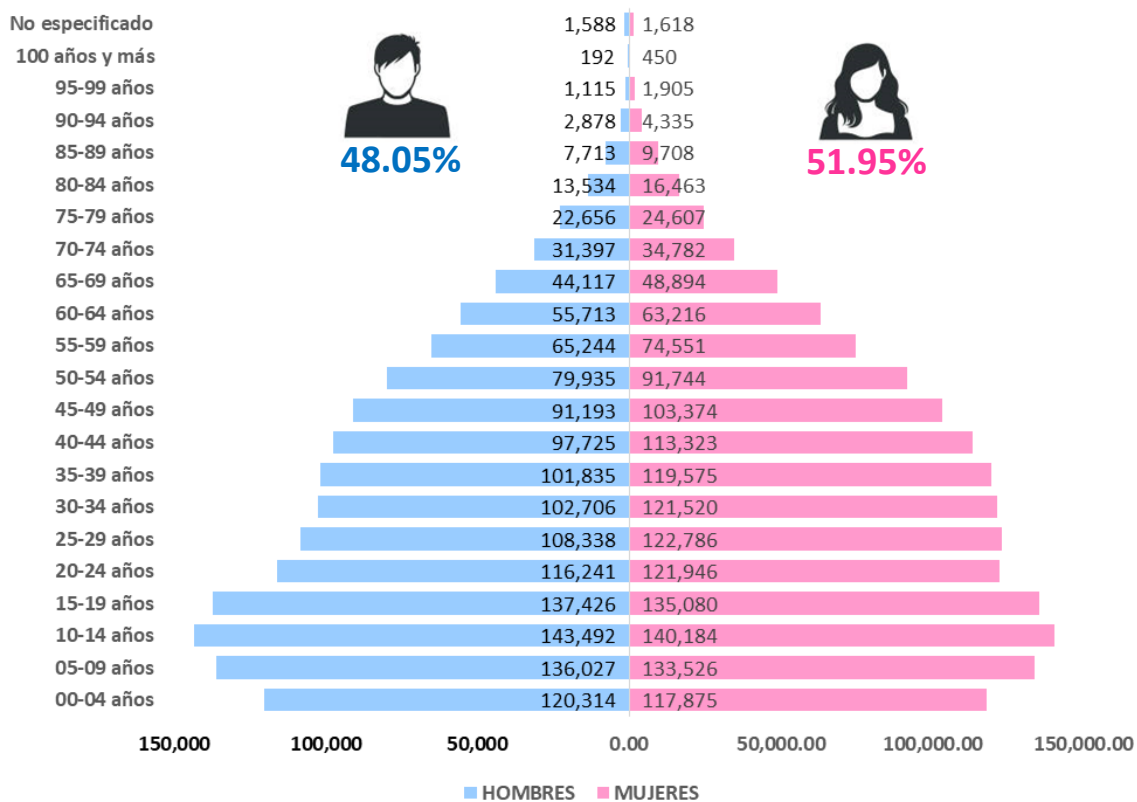 No especificado 1,588 1,618
100 años y más 192 450
95-99 años 1,115 1,905
90-94 años 2,878 4,335
85-89 años 7,713 9,708
48.05% 51.95%
80-84 años 13,534 16,463
75-79 años 22,656 24,607
70-74 años 31,397 34,782
65-69 años 44,117 48,894
60-64 años 55,713 63,216
55-59 años 65,244 74,551
50-54 años 79,935 91,744
45-49 años 91,193 103,374
40-44 años 97,725 113,323
35-39 años 101,835 119,575
30-34 años 102,706 121,520
25-29 años 108,338 122,786
20-24 años 116,241 121,946
15-19 años 137,426 135,080
10-14 años 143,492 140,184
05-09 años 136,027 133,526
00-04 años 120,314 117,875
150,000 100,000 50,000 0.00 50,000.00 100,000.00 150,000.00
HOMBRES MUJERES